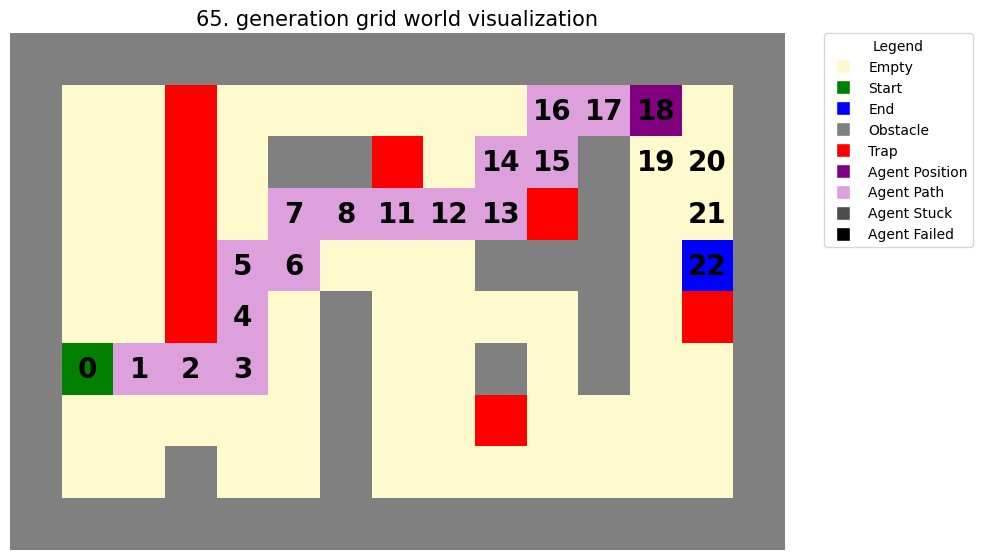 65. generation grid world visualization
Legend
Empty
Start
End
Obstacle
Trap
Agent Position
Agent Path
Agent Stuck
Agent Failed
16 17 18
14 15 19 20
7 8 11 12 13 21
5 6 22
4
0 1 2 3